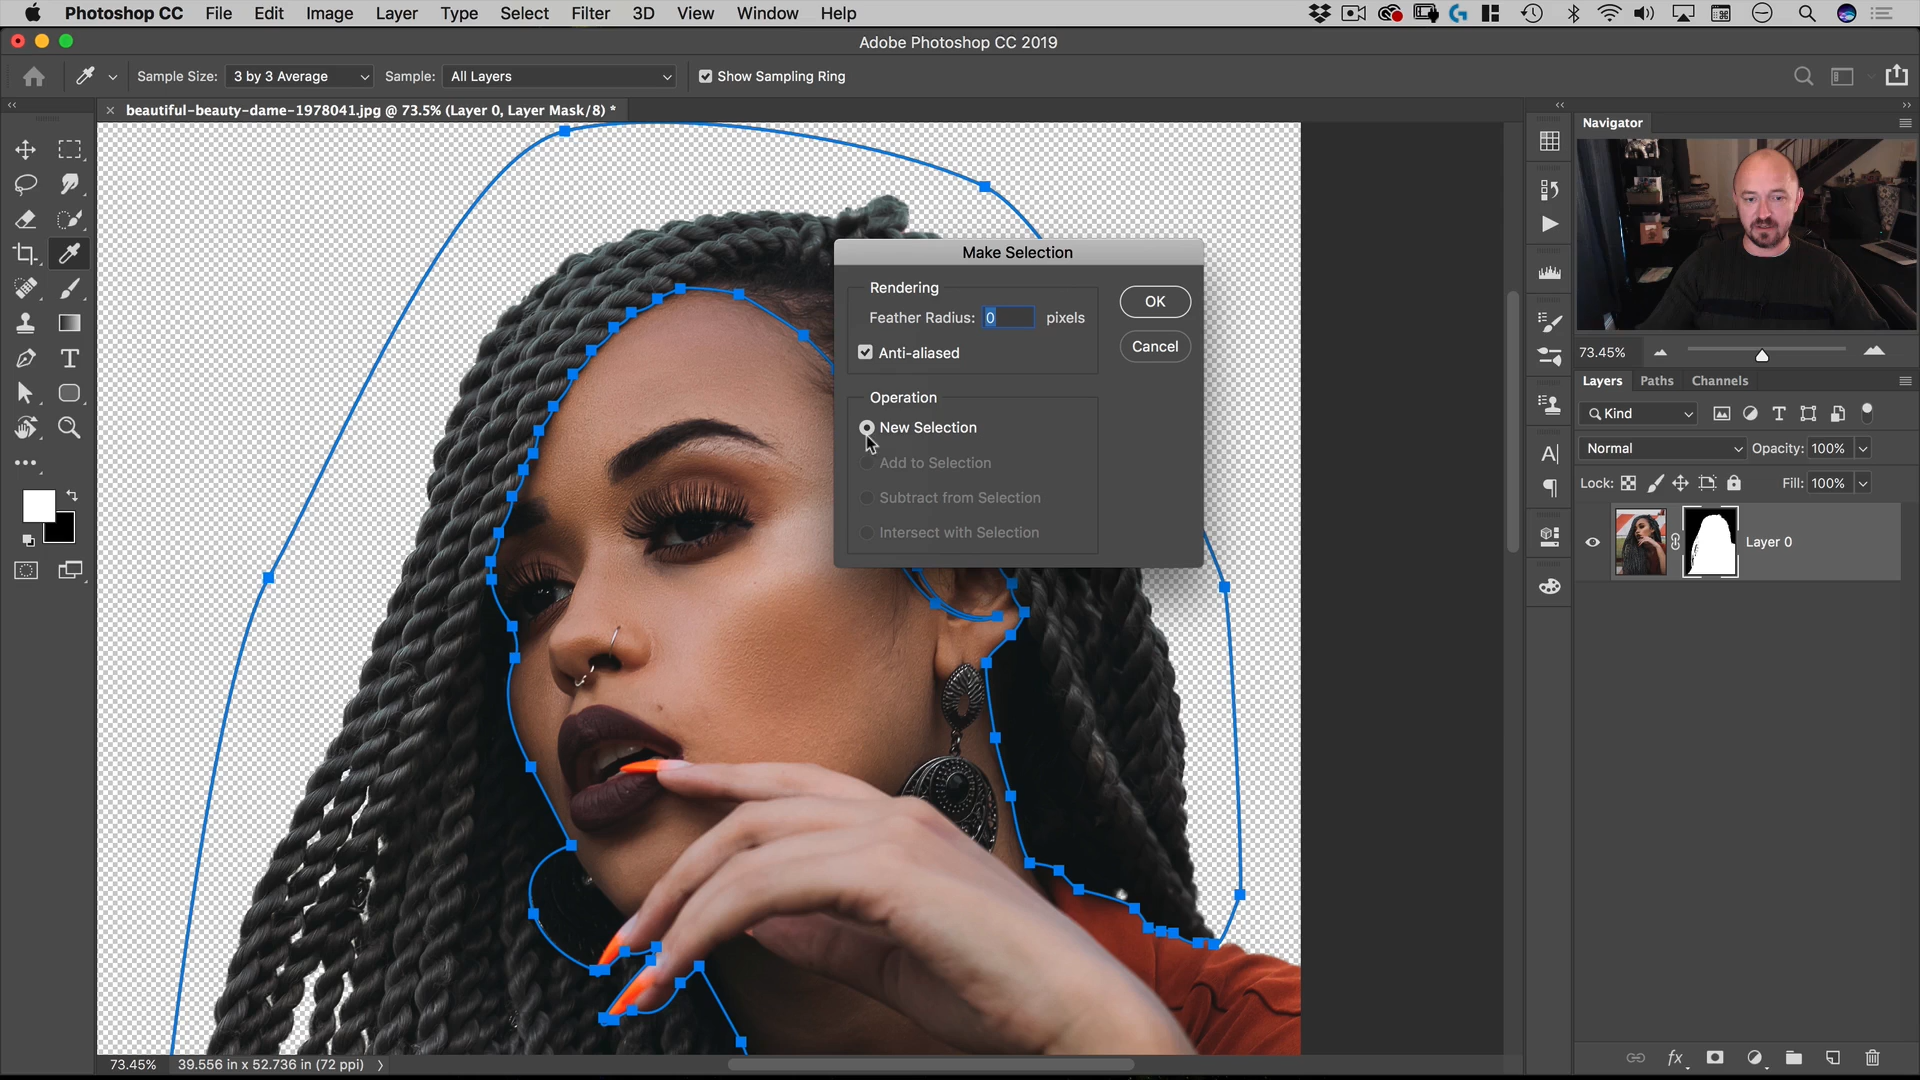 Photoshop CC File Edit Image Layer Type Select Filter 3D View Window Help
Adobe Photoshop CC 2019
Sample Size: 3 by 3 Average Sample: All Layers Show Sampling Ring
beautiful-beauty-dame-1978041.jpg @ 73.5% (Layer 0, Layer Mask/8) *
Navigator
Make Selection
Rendering
Feather Radius: 0 pixels
OK
Anti-aliased
Cancel
Operation
New Selection
Add to Selection
Subtract from Selection
Intersect with Selection
73.45%
Layers Paths Channels
Kind
Normal Opacity: 100%
Lock: Fill: 100%
Layer 0
73.45% 39.556 in x 52.736 in (72 ppi)
fx